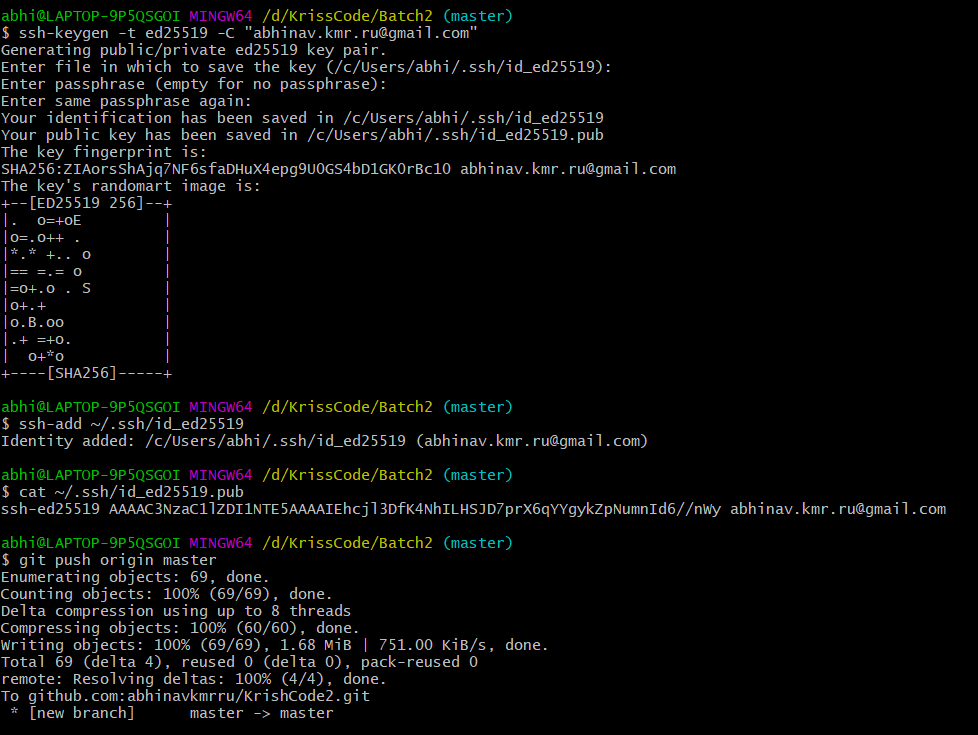 abhi@LAPTOP-9P5QSGOI MINGW64 /d/KrissCode/Batch2 (master)
$ ssh-keygen -t ed25519 -C "abhinav.kmr.ru@gmail.com"
Generating public/private ed25519 key pair.
Enter file in which to save the key (/c/Users/abhi/.ssh/id_ed25519):
Enter passphrase (empty for no passphrase):
Enter same passphrase again:
Your identification has been saved in /c/Users/abhi/.ssh/id_ed25519
Your public key has been saved in /c/Users/abhi/.ssh/id_ed25519.pub
The key fingerprint is:
SHA256:ZIAorsShAjq7NF6sfaDHuX4epg9U0GS4bD1GK0rBc10 abhinav.kmr.ru@gmail.com
The key's randomart image is:
+--[ED25519 256]--+
|.  o=+oE         |
|o=.o++ .         |
|*.* +.. o        |
|== =.= o         |
|=o+.o . S        |
|o+.+             |
|o.B.oo           |
|.+ =+o.          |
|  o+*o           |
+----[SHA256]-----+
abhi@LAPTOP-9P5QSGOI MINGW64 /d/KrissCode/Batch2 (master)
$ ssh-add ~/.ssh/id_ed25519
Identity added: /c/Users/abhi/.ssh/id_ed25519 (abhinav.kmr.ru@gmail.com)
abhi@LAPTOP-9P5QSGOI MINGW64 /d/KrissCode/Batch2 (master)
$ cat ~/.ssh/id_ed25519.pub
ssh-ed25519 AAAAC3NzaC1lZDI1NTE5AAAAIEhcjl3DfK4NhILHSJD7prX6qYYgykZpNumnId6//nWy abhinav.kmr.ru@gmail.com
abhi@LAPTOP-9P5QSGOI MINGW64 /d/KrissCode/Batch2 (master)
$ git push origin master
Enumerating objects: 69, done.
Counting objects: 100% (69/69), done.
Delta compression using up to 8 threads
Compressing objects: 100% (60/60), done.
Writing objects: 100% (69/69), 1.68 MiB | 751.00 KiB/s, done.
Total 69 (delta 4), reused 0 (delta 0), pack-reused 0
remote: Resolving deltas: 100% (4/4), done.
To github.com:abhinavkmrru/KrishCode2.git
 * [new branch]      master -> master